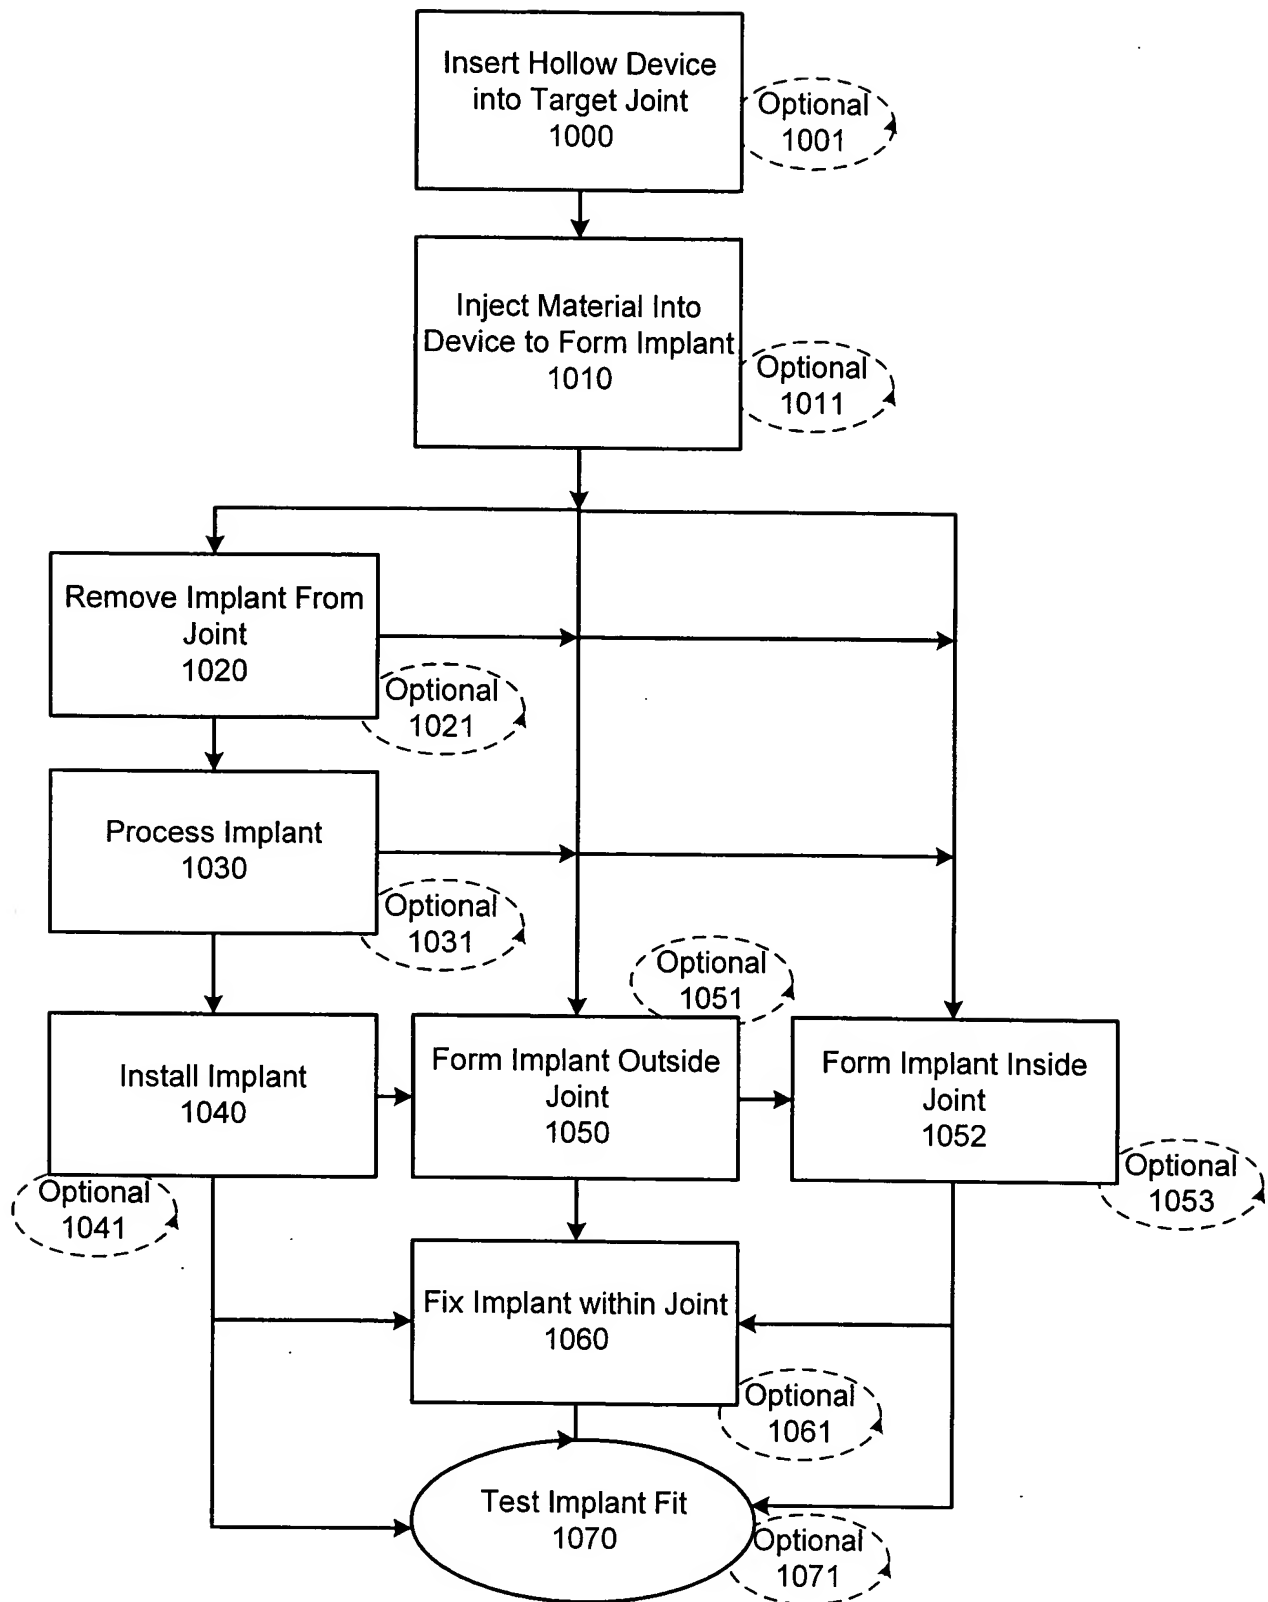 Insert Hollow Device
into Target Joint
1000
Optional
1001
Inject Material Into
Device to Form Implant
1010
Optional
1011
Remove Implant From
Joint
1020
Optional
1021
Process Implant
1030
Optional
1031
Install Implant
1040
Optional
1041
Form Implant Outside
Joint
1050
Optional
1051
Form Implant Inside
Joint
1052
Optional
1053
Fix Implant within Joint
1060
Optional
1061
Test Implant Fit
1070
Optional
1071